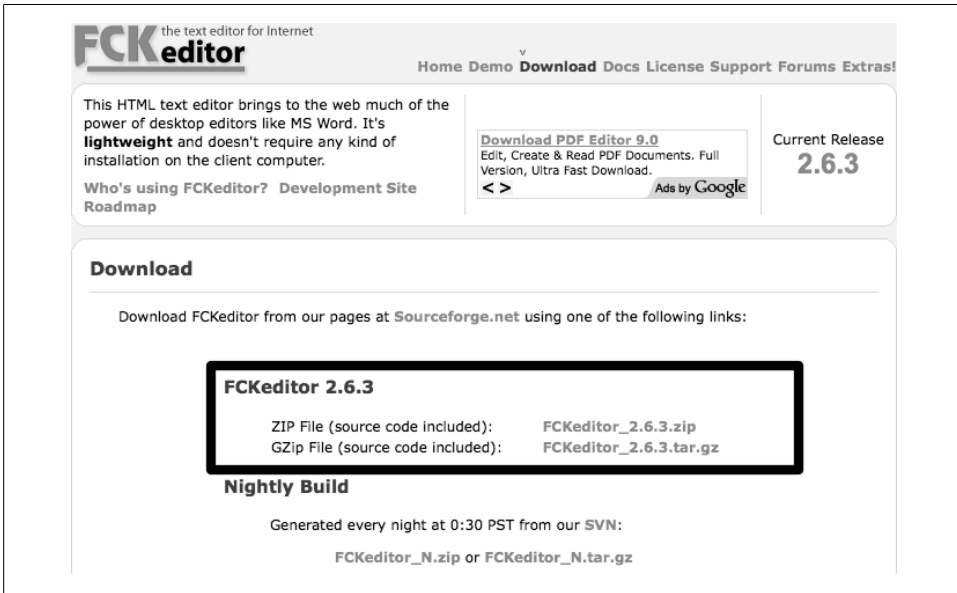 FCKeditor the text editor for Internet
v
Home Demo Download Docs License Support Forums Extras!
This HTML text editor brings to the web much of the
power of desktop editors like MS Word. It's
lightweight and doesn't require any kind of
installation on the client computer.
Who's using FCKeditor? Development Site
Roadmap
Download PDF Editor 9.0
Edit, Create & Read PDF Documents. Full
Version, Ultra Fast Download.
< > Ads by Google
Current Release
2.6.3
Download
Download FCKeditor from our pages at Sourceforge.net using one of the following links:
FCKeditor 2.6.3
ZIP File (source code included): FCKeditor_2.6.3.zip
GZip File (source code included): FCKeditor_2.6.3.tar.gz
Nightly Build
Generated every night at 0:30 PST from our SVN:
FCKeditor_N.zip or FCKeditor_N.tar.gz